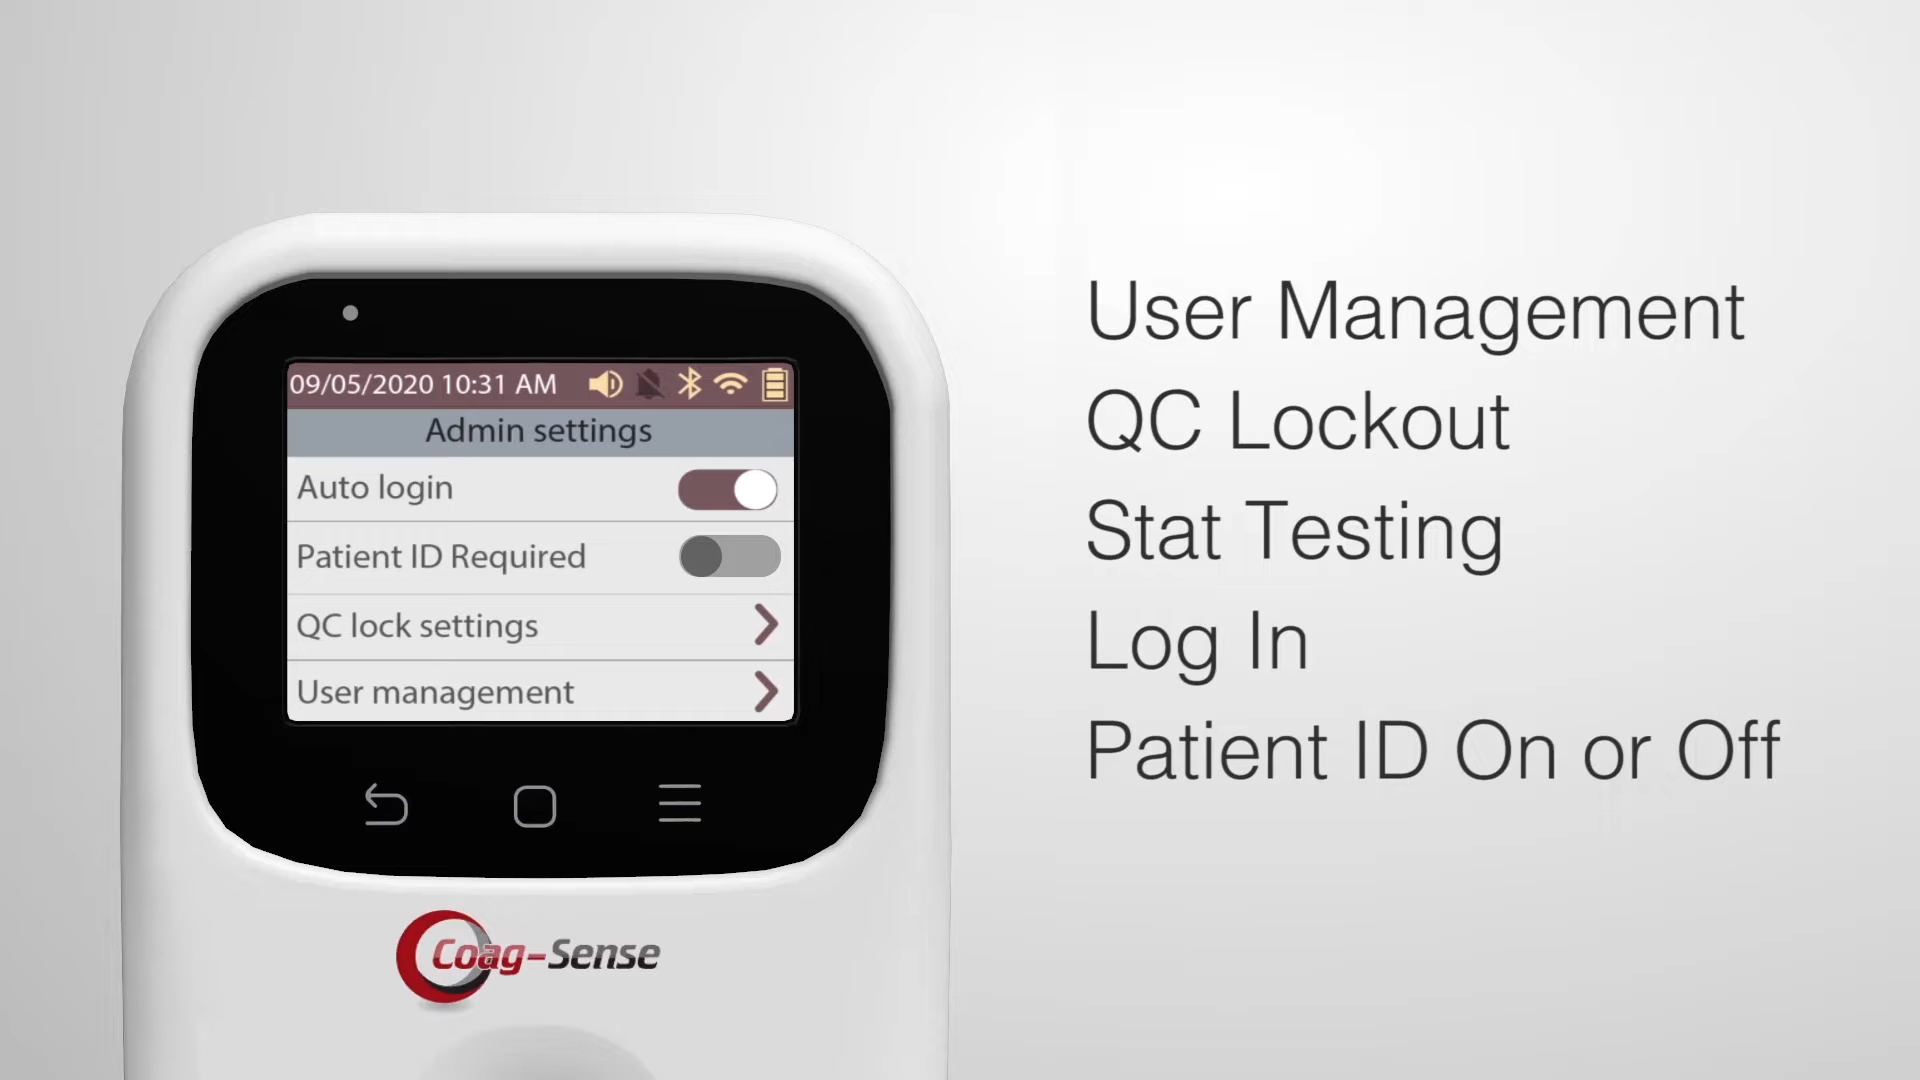 09/05/2020 10:31 AM
Admin settings
Auto login
Patient ID Required
QC lock settings
User management
Coag-Sense
User Management
QC Lockout
Stat Testing
Log In
Patient ID On or Off